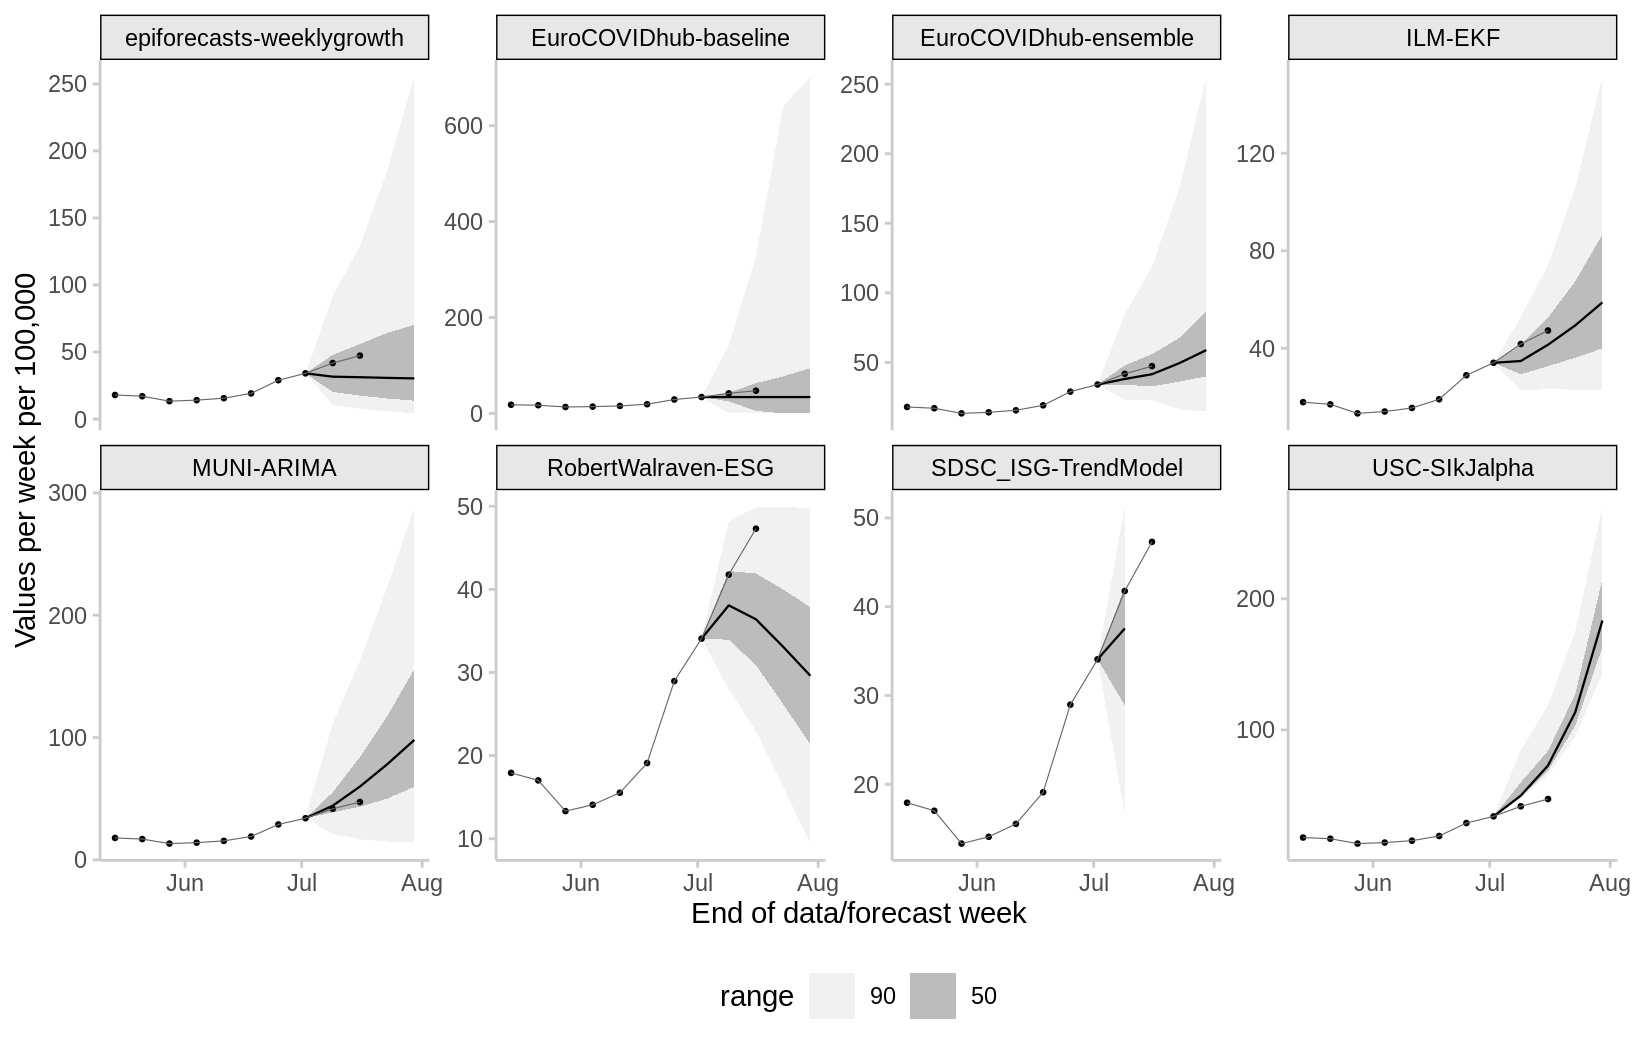 epiforecasts-weeklygrowth
EuroCOVIDhub-baseline
EuroCOVIDhub-ensemble
ILM-EKF
250
200
150
100
50
0
600
400
200
0
250
200
150
100
50
120
80
40
Values per week per 100,000
MUNI-ARIMA
RobertWalraven-ESG
SDSC_ISG-TrendModel
USC-SIkJalpha
300
200
100
0
50
40
30
20
10
50
40
30
20
200
100
Jun Jul Aug
Jun Jul Aug
Jun Jul Aug
Jun Jul Aug
End of data/forecast week
range 90 50